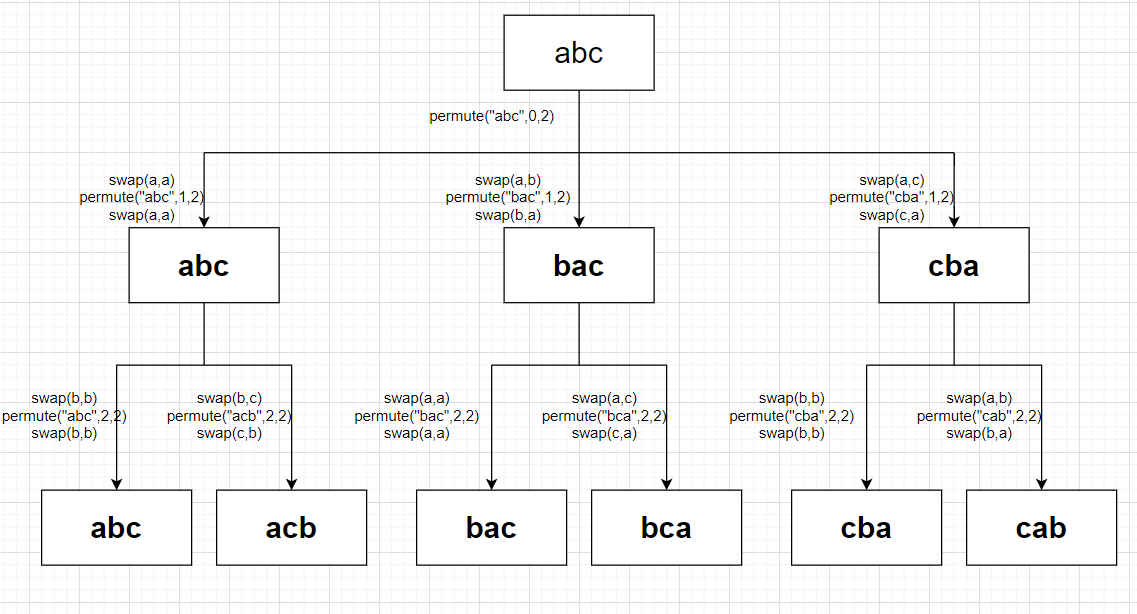 abc
permute("abc",0,2)
swap(a,a)
permute("abc",1,2)
swap(a,a)
swap(a,b)
permute("bac",1,2)
swap(b,a)
swap(a,c)
permute("cba",1,2)
swap(c,a)
abc
bac
cba
swap(b,b)
permute("abc",2,2)
swap(b,b)
swap(b,c)
permute("acb",2,2)
swap(c,b)
swap(a,a)
permute("bac",2,2)
swap(a,a)
swap(a,c)
permute("bca",2,2)
swap(c,a)
swap(b,b)
permute("cba",2,2)
swap(b,b)
swap(a,b)
permute("cab",2,2)
swap(b,a)
abc
acb
bac
bca
cba
cab